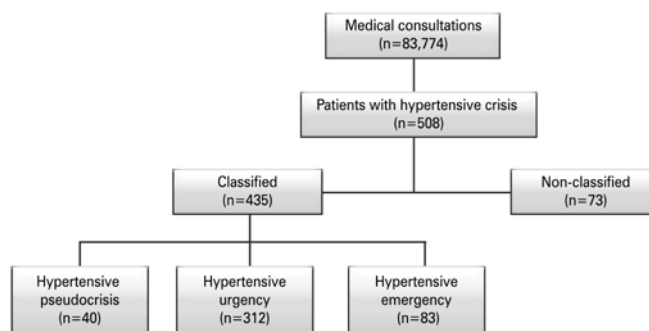 Medical consultations
(n=83,774)
Patients with hypertensive crisis
(n=508)
Classified
(n=435)
Non-classified
(n=73)
Hypertensive
pseudocrisis
(n=40)
Hypertensive
urgency
(n=312)
Hypertensive
emergency
(n=83)